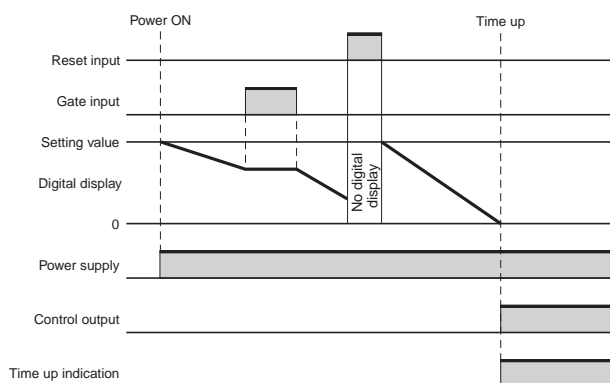 Power ON
Time up
Reset input
Gate input
Setting value
Digital display
No digital
display
0
Power supply
Control output
Time up indication